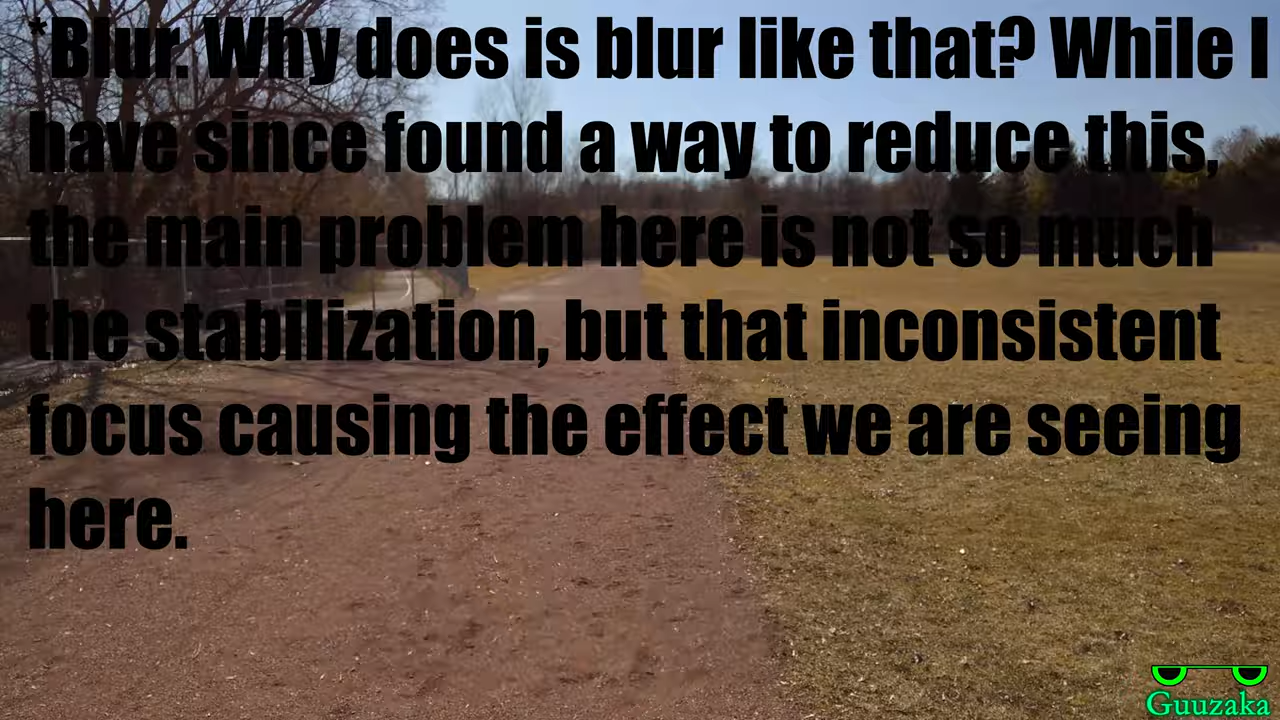 *Blur. Why does is blur like that? While I
have since found a way to reduce this,
the main problem here is not so much
the stabilization, but that inconsistent
focus causing the effect we are seeing
here.
Guuzaka